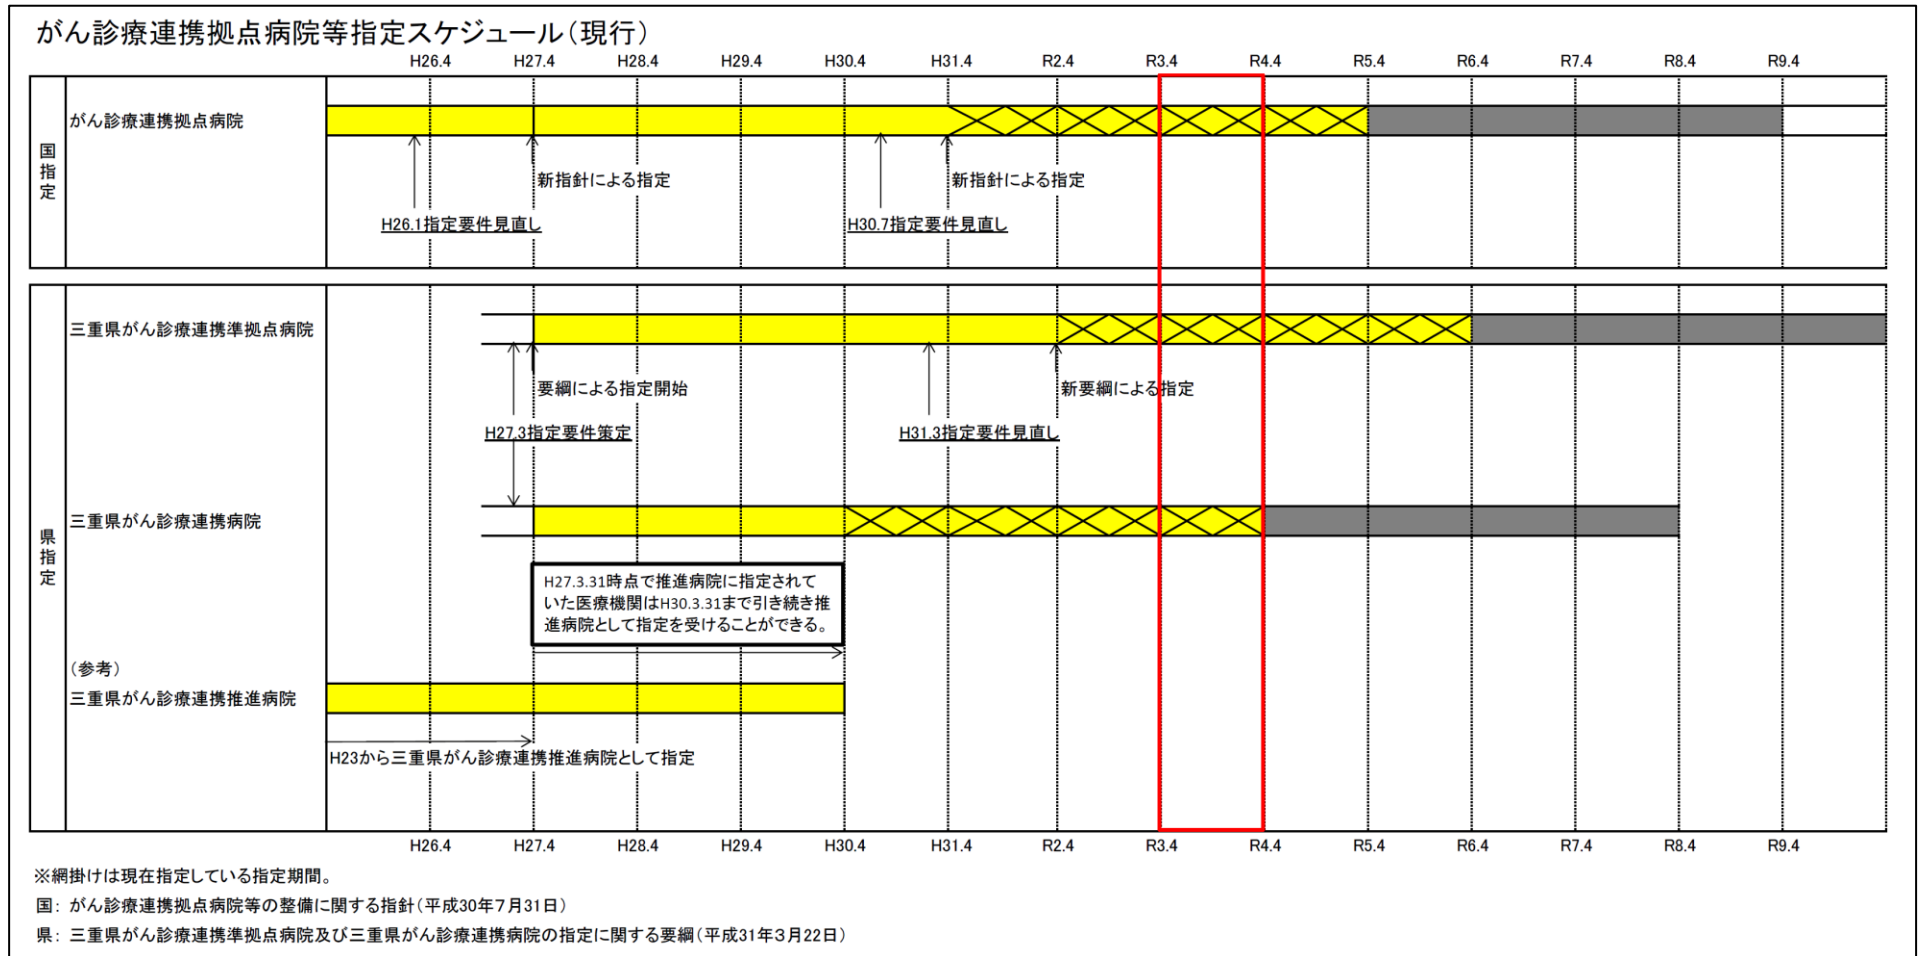 がん診療連携拠点病院等指定スケジュール（現行）
H26.4 H27.4 H28.4 H29.4 H30.4 H31.4 R2.4 R3.4 R4.4 R5.4 R6.4 R7.4 R8.4 R9.4
国指定
がん診療連携拠点病院
新指針による指定
新指針による指定
H26.1指定要件見直し
H30.7指定要件見直し
県指定
三重県がん診療連携準拠点病院
要綱による指定開始
新要綱による指定
H27.3指定要件策定
H31.3指定要件見直し
三重県がん診療連携病院
H27.3.31時点で推進病院に指定されて
いた医療機関はH30.3.31まで引き続き推
進病院として指定を受けることができる。
（参考）
三重県がん診療連携推進病院
H23から三重県がん診療連携推進病院として指定
H26.4 H27.4 H28.4 H29.4 H30.4 H31.4 R2.4 R3.4 R4.4 R5.4 R6.4 R7.4 R8.4 R9.4
※網掛けは現在指定している指定期間。
国： がん診療連携拠点病院等の整備に関する指針（平成30年７月31日）
県： 三重県がん診療連携準拠点病院及び三重県がん診療連携病院の指定に関する要綱（平成31年３月22日）